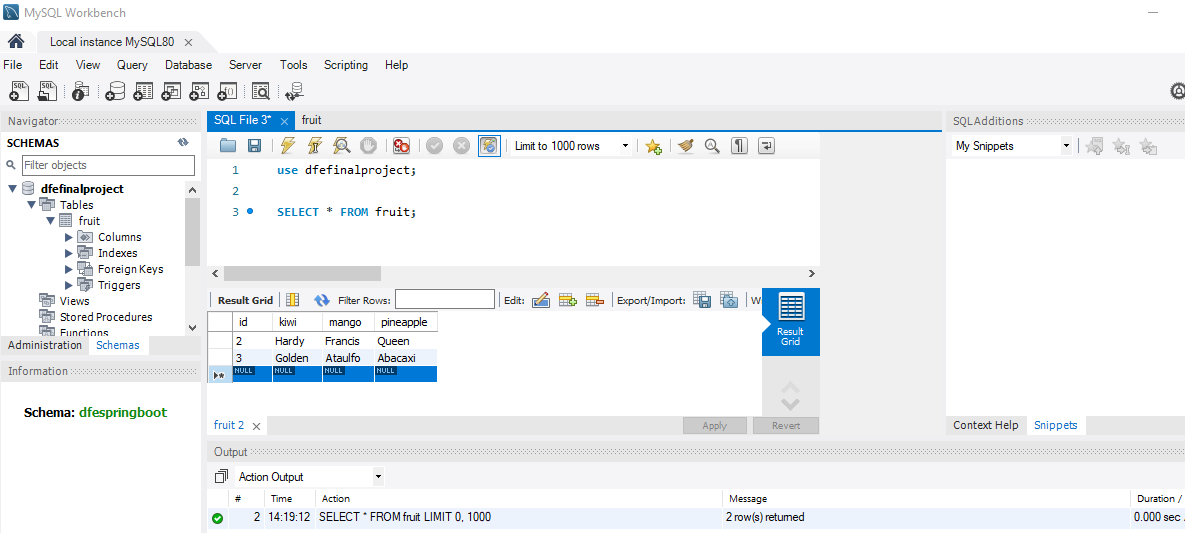 MySQL Workbench
Local instance MySQL80
File Edit View Query Database Server Tools Scripting Help
Navigator
SCHEMAS
Filter objects
dfefinalproject
Tables
fruit
Columns
Indexes
Foreign Keys
Triggers
Views
Stored Procedures
Functions
Administration Schemas
Information
Schema: dfespringboot
SQL File 3* fruit
Limit to 1000 rows
1 use dfefinalproject;
2
3 SELECT * FROM fruit;
Result Grid Filter Rows: Edit: Export/Import:
id kiwi mango pineapple
2 Hardy Francis Queen
3 Golden Ataulfo Abacaxi
NULL NULL NULL NULL
Result
Grid
fruit 2 Apply Revert
SQLAdditions
My Snippets
Context Help Snippets
Output
Action Output
# Time Action Message Duration /
2 14:19:12 SELECT * FROM fruit LIMIT 0, 1000 2 row(s) returned 0.000 sec